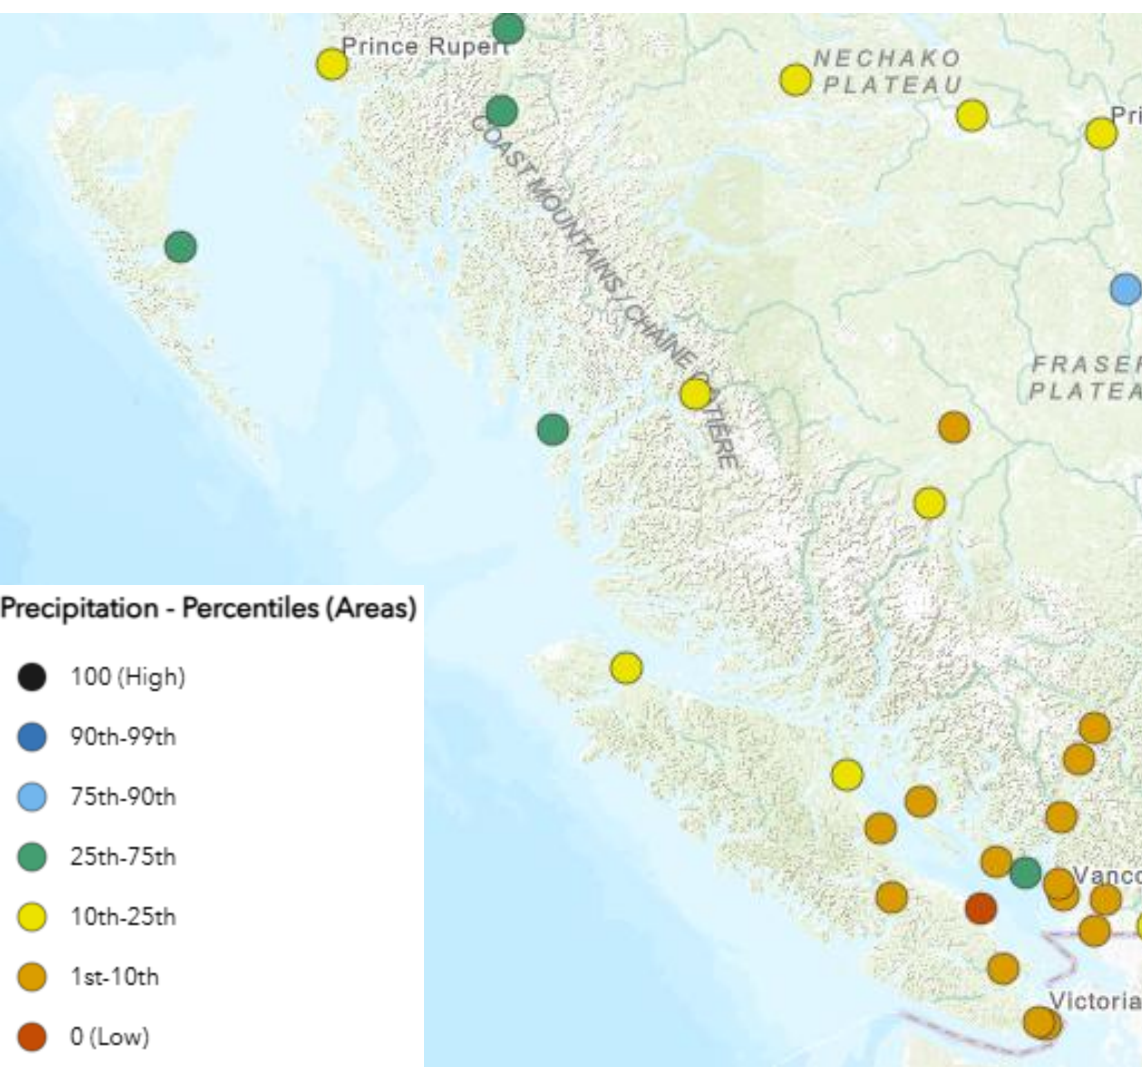 Prince Rupert
NECHAKO
PLATEAU
Pri
COAST MOUNTAINS / CHAÎNE
FRASER
PLATEA
Precipitation - Percentiles (Areas)
100 (High)
90th-99th
75th-90th
25th-75th
10th-25th
1st-10th
0 (Low)
Vanco
Victoria